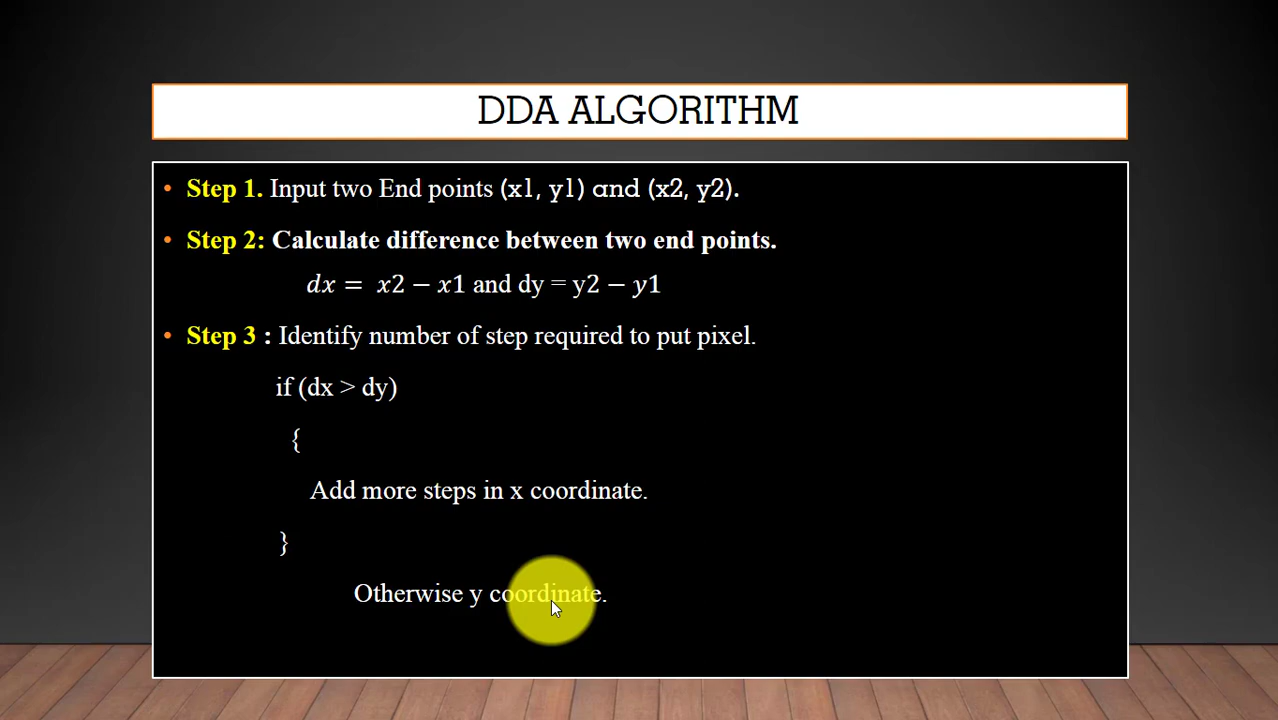 DDA ALGORITHM
• Step 1. Input two End points (x1, y1) and (x2, y2).
• Step 2: Calculate difference between two end points.
dx = x2 − x1 and dy = y2 − y1
• Step 3 : Identify number of step required to put pixel.
if (dx > dy)
{
Add more steps in x coordinate.
}
Otherwise y coordinate.